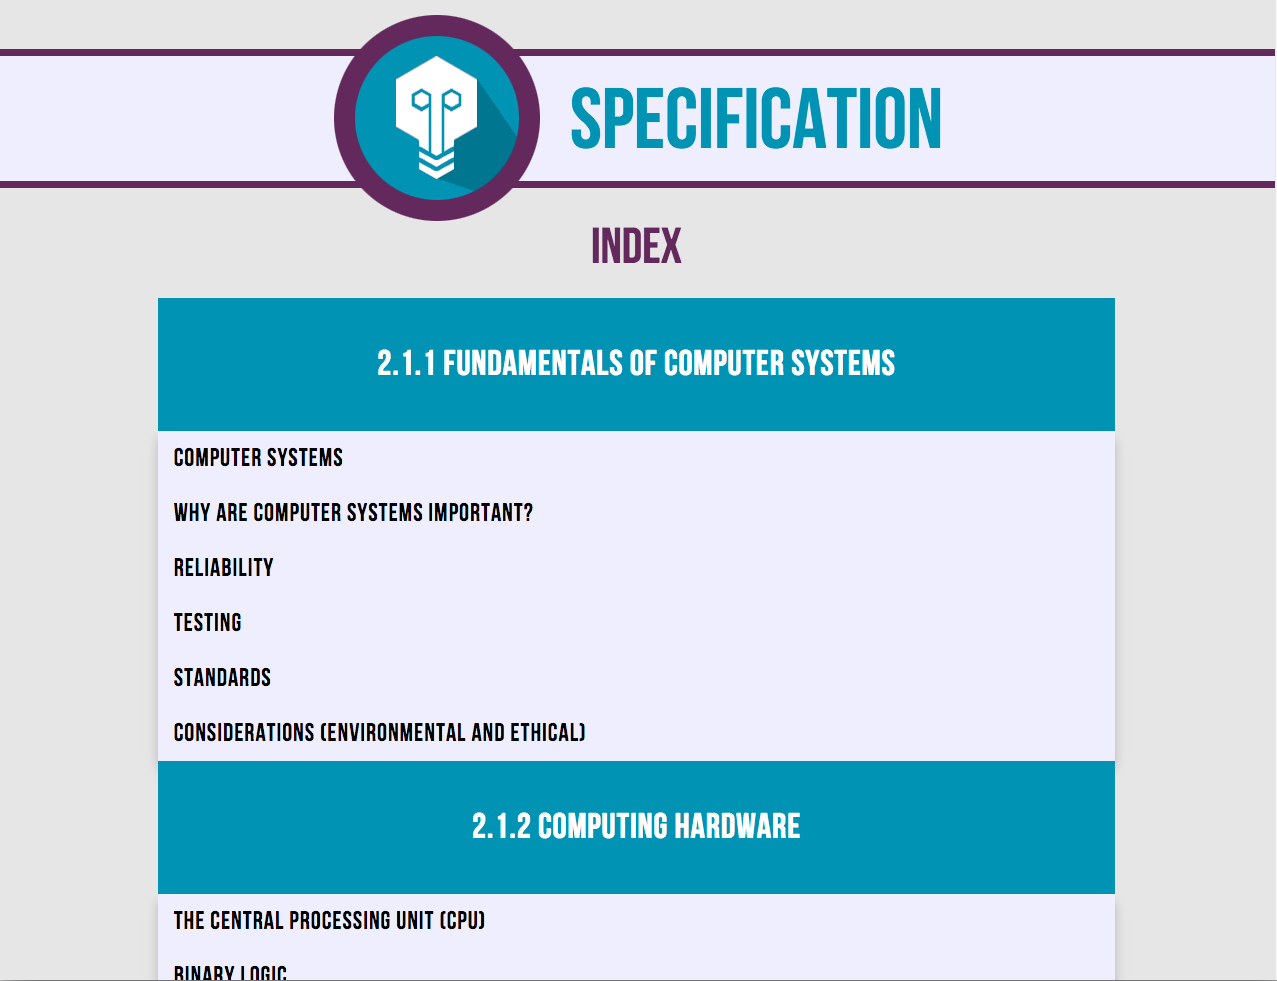 SPECIFICATION
INDEX
2.1.1 FUNDAMENTALS OF COMPUTER SYSTEMS
COMPUTER SYSTEMS
WHY ARE COMPUTER SYSTEMS IMPORTANT?
RELIABILITY
TESTING
STANDARDS
CONSIDERATIONS (ENVIRONMENTAL AND ETHICAL)
2.1.2 COMPUTING HARDWARE
THE CENTRAL PROCESSING UNIT (CPU)
BINARY LOGIC